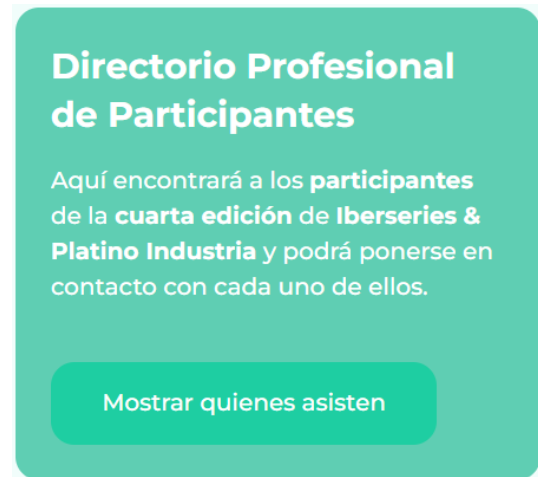 Directorio Profesional
de Participantes
Aquí encontrará a los participantes
de la cuarta edición de Iberseries &
Platino Industria y podrá ponerse en
contacto con cada uno de ellos.
Mostrar quienes asisten